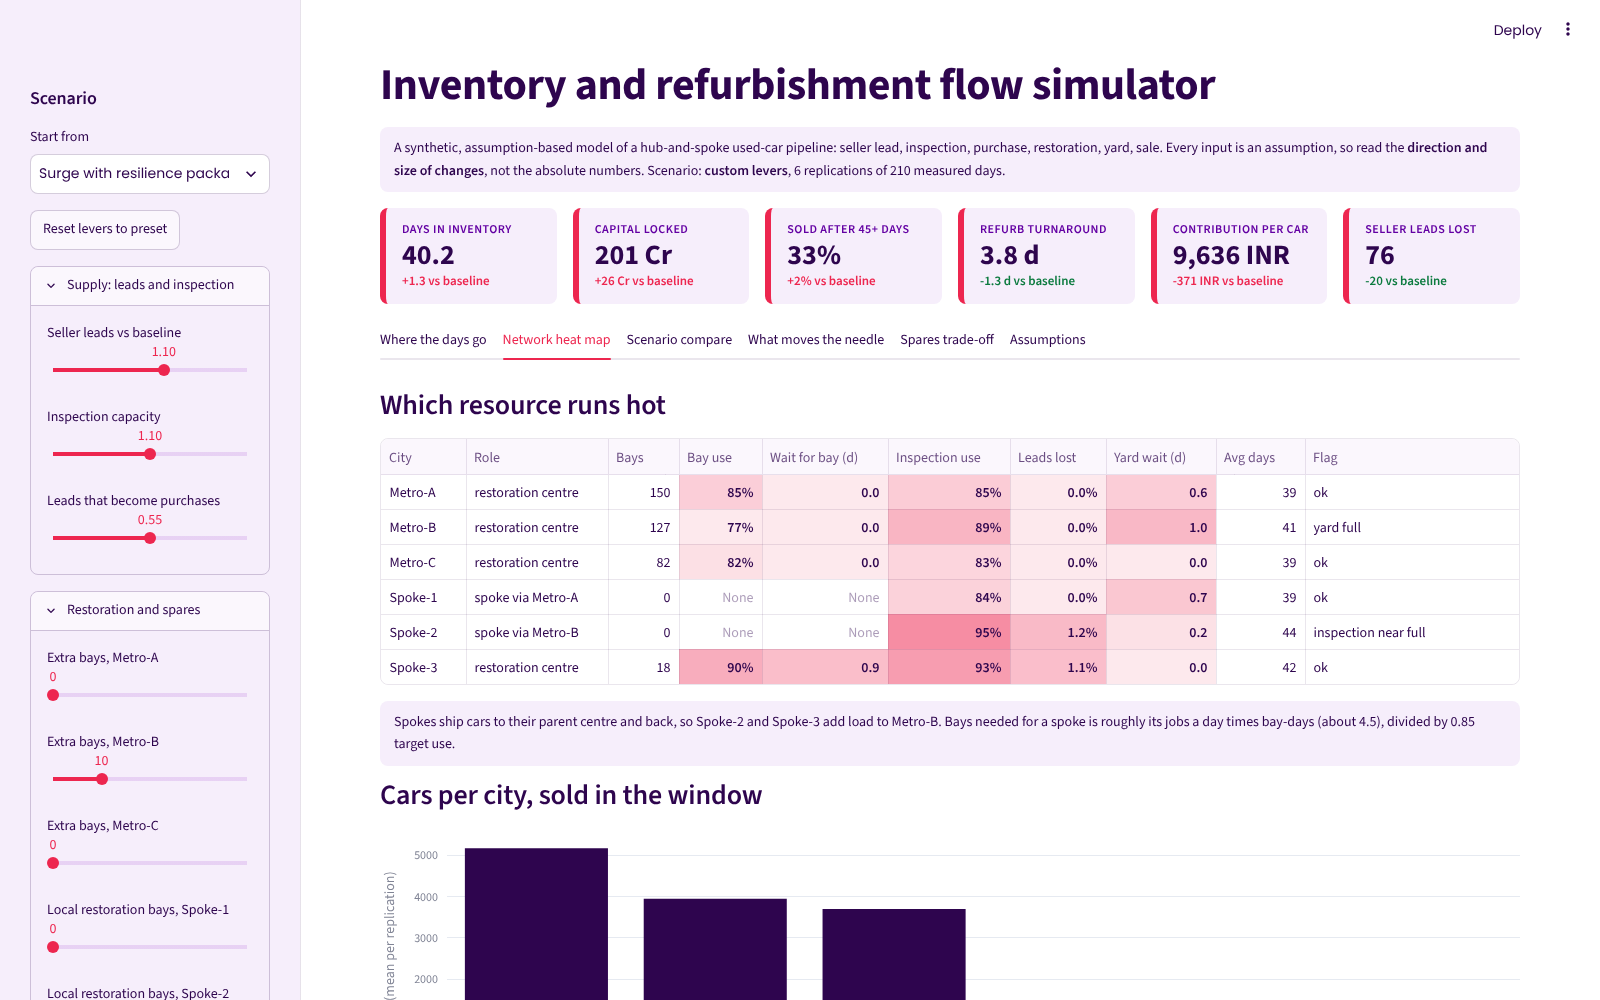 Deploy
Scenario
Start from
Surge with resilience packa
Reset levers to preset
Supply: leads and inspection
Seller leads vs baseline
1.10
Inspection capacity
1.10
Leads that become purchases
0.55
Restoration and spares
Extra bays, Metro-A
0
Extra bays, Metro-B
10
Extra bays, Metro-C
0
Local restoration bays, Spoke-1
0
Local restoration bays, Spoke-2
Inventory and refurbishment flow simulator
A synthetic, assumption-based model of a hub-and-spoke used-car pipeline: seller lead, inspection, purchase, restoration, yard, sale. Every input is an assumption, so read the direction and
size of changes, not the absolute numbers. Scenario: custom levers, 6 replications of 210 measured days.
DAYS IN INVENTORY
40.2
+1.3 vs baseline
CAPITAL LOCKED
201 Cr
+26 Cr vs baseline
SOLD AFTER 45+ DAYS
33%
+2% vs baseline
REFURB TURNAROUND
3.8 d
-1.3 d vs baseline
CONTRIBUTION PER CAR
9,636 INR
-371 INR vs baseline
SELLER LEADS LOST
76
-20 vs baseline
Where the days go Network heat map Scenario compare What moves the needle Spares trade-off Assumptions
Which resource runs hot
City Role Bays Bay use Wait for bay (d) Inspection use Leads lost Yard wait (d) Avg days Flag
Metro-A restoration centre 150 85% 0.0 85% 0.0% 0.6 39 ok
Metro-B restoration centre 127 77% 0.0 89% 0.0% 1.0 41 yard full
Metro-C restoration centre 82 82% 0.0 83% 0.0% 0.0 39 ok
Spoke-1 spoke via Metro-A 0 None None 84% 0.0% 0.7 39 ok
Spoke-2 spoke via Metro-B 0 None None 95% 1.2% 0.2 44 inspection near full
Spoke-3 restoration centre 18 90% 0.9 93% 1.1% 0.0 42 ok
Spokes ship cars to their parent centre and back, so Spoke-2 and Spoke-3 add load to Metro-B. Bays needed for a spoke is roughly its jobs a day times bay-days (about 4.5), divided by 0.85
target use.
Cars per city, sold in the window
5000
4000
3000
2000
(mean per replication)